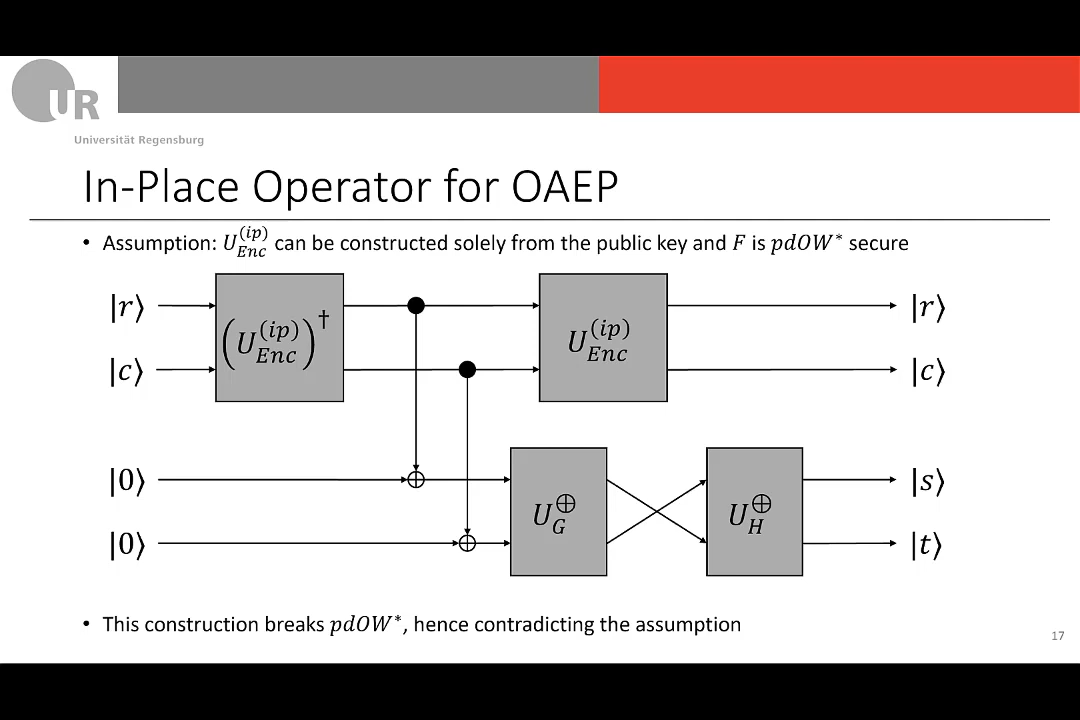 UR
Universität Regensburg
In-Place Operator for OAEP
• Assumption: U_Enc^(ip) can be constructed solely from the public key and F is pdOW* secure
|r⟩ (U_Enc^(ip))† U_Enc^(ip) |r⟩
|c⟩ |c⟩
|0⟩ U_G^⊕ U_H^⊕ |s⟩
|0⟩ |t⟩
• This construction breaks pdOW*, hence contradicting the assumption
17